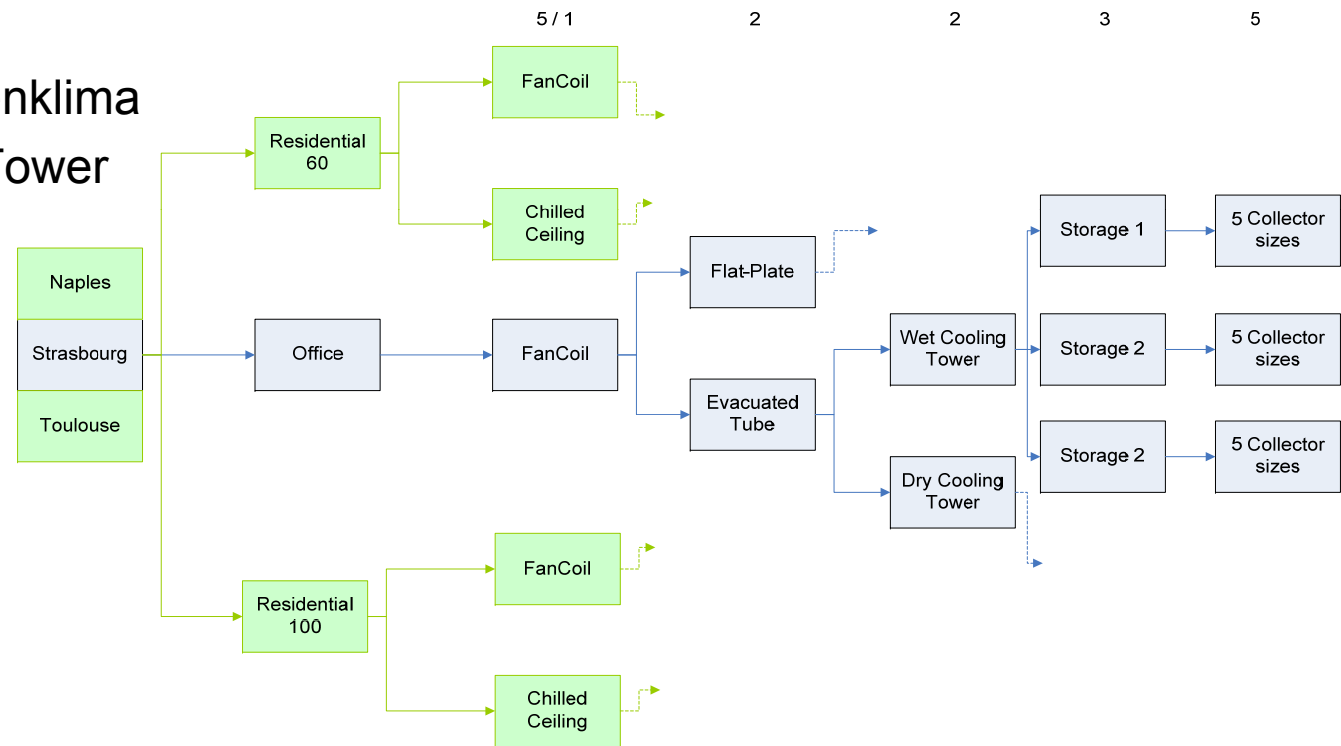 5 / 1 2 2 3 5
nklima
Tower
FanCoil
Residential
60
Chilled
Ceiling
Naples
Strasbourg
Toulouse
Office
FanCoil
Flat-Plate
Evacuated
Tube
Wet Cooling
Tower
Dry Cooling
Tower
Storage 1
5 Collector
sizes
Storage 2
5 Collector
sizes
Storage 2
5 Collector
sizes
Residential
100
FanCoil
Chilled
Ceiling